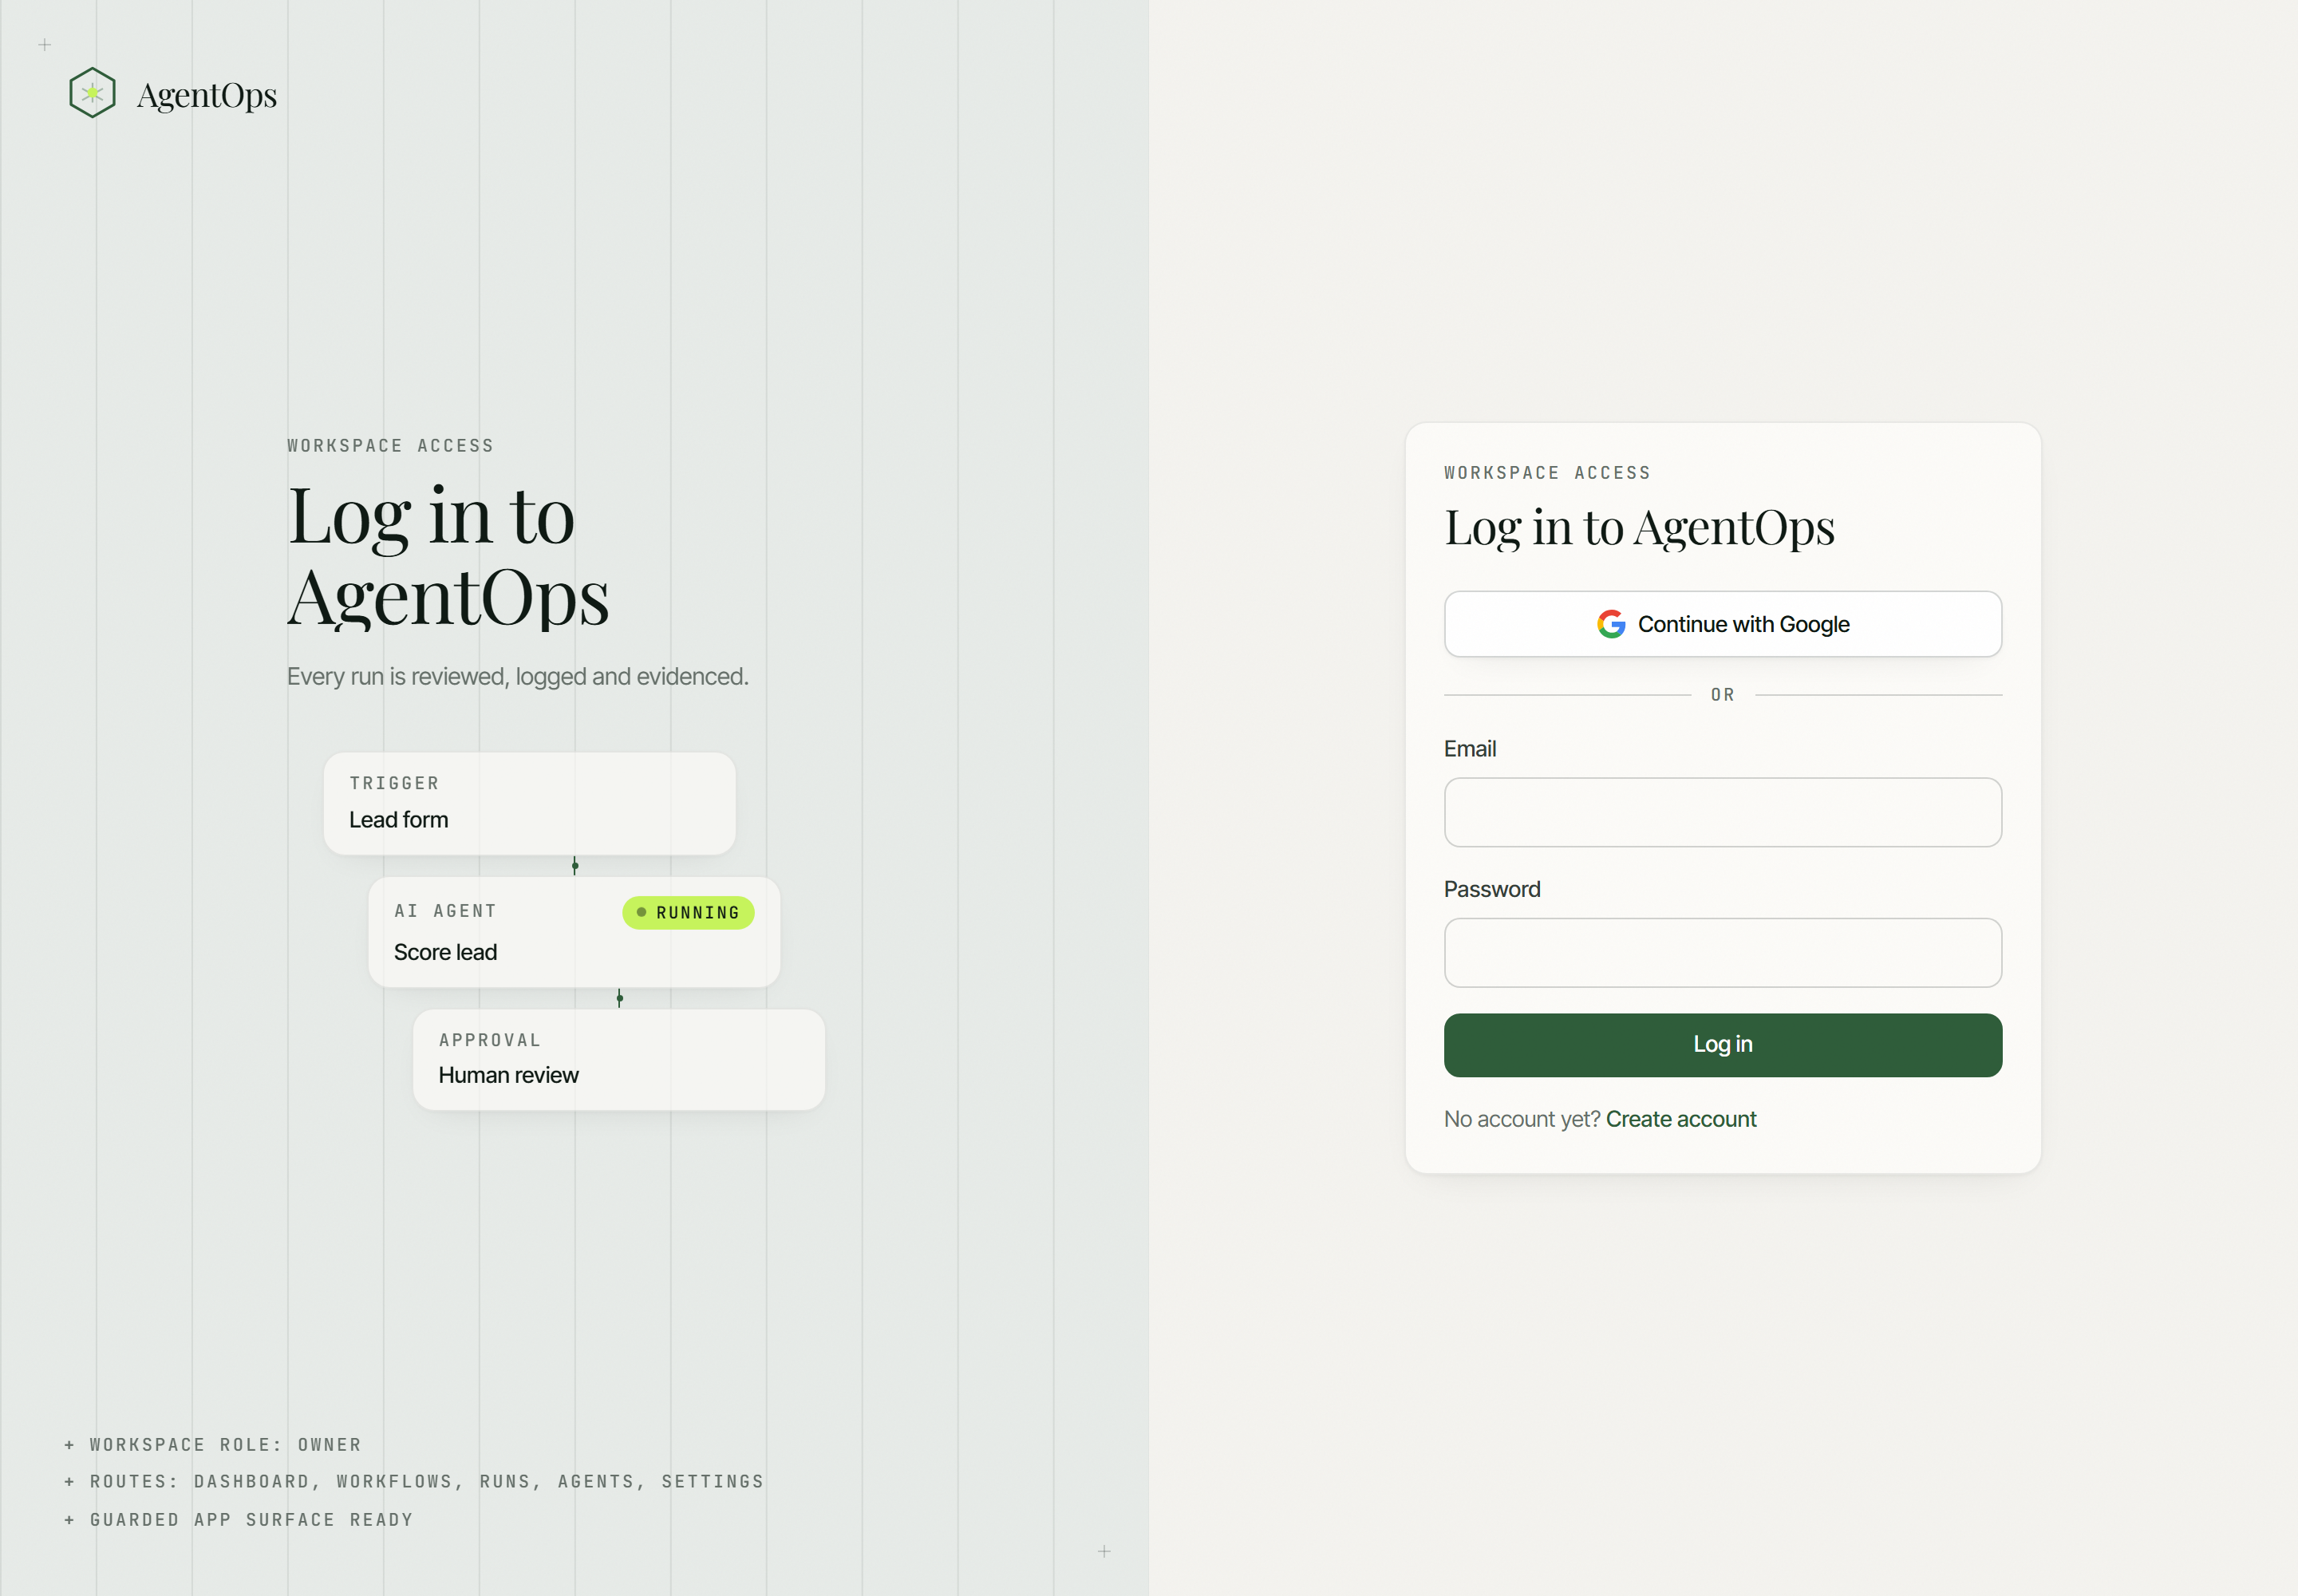 AgentOps
WORKSPACE ACCESS
Log in to
AgentOps
Every run is reviewed, logged and evidenced.
TRIGGER
Lead form
AI AGENT
RUNNING
Score lead
APPROVAL
Human review
+ WORKSPACE ROLE: OWNER
+ ROUTES: DASHBOARD, WORKFLOWS, RUNS, AGENTS, SETTINGS
+ GUARDED APP SURFACE READY
WORKSPACE ACCESS
Log in to AgentOps
Continue with Google
OR
Email
Password
Log in
No account yet? Create account